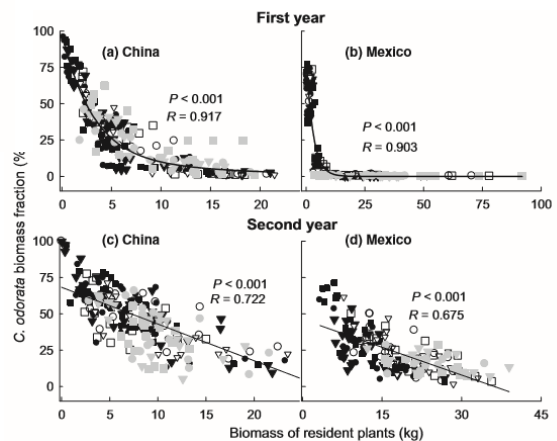 First year
(a) China
(b) Mexico
P < 0.001
R = 0.917
P < 0.001
R = 0.903
100
75
50
25
0
0 5 10 15 20
0 25 50 75 100
Second year
(c) China
(d) Mexico
P < 0.001
R = 0.722
P < 0.001
R = 0.675
100
75
50
25
0
0 5 10 15 20
0 15 30 45
C. odorata biomass fraction (%
Biomass of resident plants (kg)